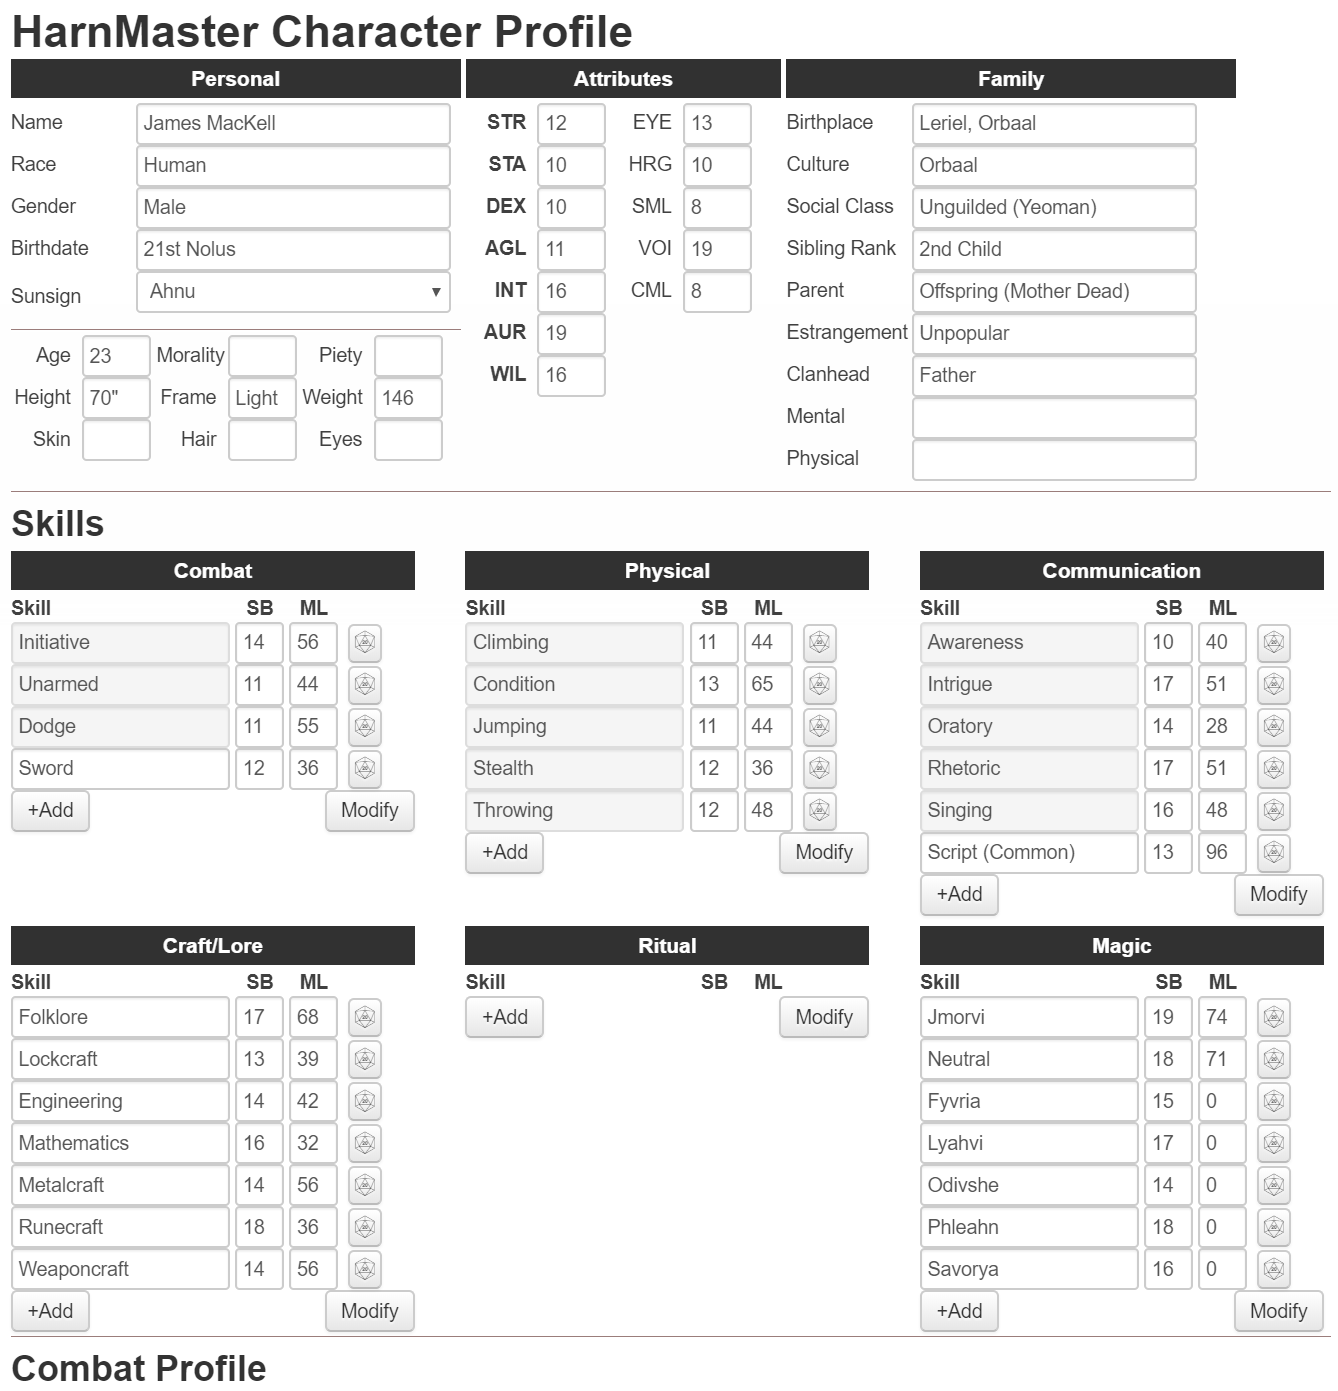 HarnMaster Character Profile
Personal Attributes Family
Name James MacKell STR 12 EYE 13 Birthplace Leriel, Orbaal
Race Human STA 10 HRG 10 Culture Orbaal
Gender Male DEX 10 SML 8 Social Class Unguilded (Yeoman)
Birthdate 21st Nolus AGL 11 VOI 19 Sibling Rank 2nd Child
Sunsign Ahnu INT 16 CML 8 Parent Offspring (Mother Dead)
AUR 19 Estrangement Unpopular
Age 23 Morality Piety WIL 16 Clanhead Father
Height 70" Frame Light Weight 146 Mental
Skin Hair Eyes Physical
Skills
Combat Physical Communication
Skill SB ML Skill SB ML Skill SB ML
Initiative 14 56 Climbing 11 44 Awareness 10 40
Unarmed 11 44 Condition 13 65 Intrigue 17 51
Dodge 11 55 Jumping 11 44 Oratory 14 28
Sword 12 36 Stealth 12 36 Rhetoric 17 51
+Add Modify Throwing 12 48 Singing 16 48
+Add Modify Script (Common) 13 96
+Add Modify
Craft/Lore Ritual Magic
Skill SB ML Skill SB ML Skill SB ML
Folklore 17 68 +Add Modify Jmorvi 19 74
Lockcraft 13 39 Neutral 18 71
Engineering 14 42 Fyvria 15 0
Mathematics 16 32 Lyahvi 17 0
Metalcraft 14 56 Odivshe 14 0
Runecraft 18 36 Phleahn 18 0
Weaponcraft 14 56 Savorya 16 0
+Add Modify +Add Modify
Combat Profile